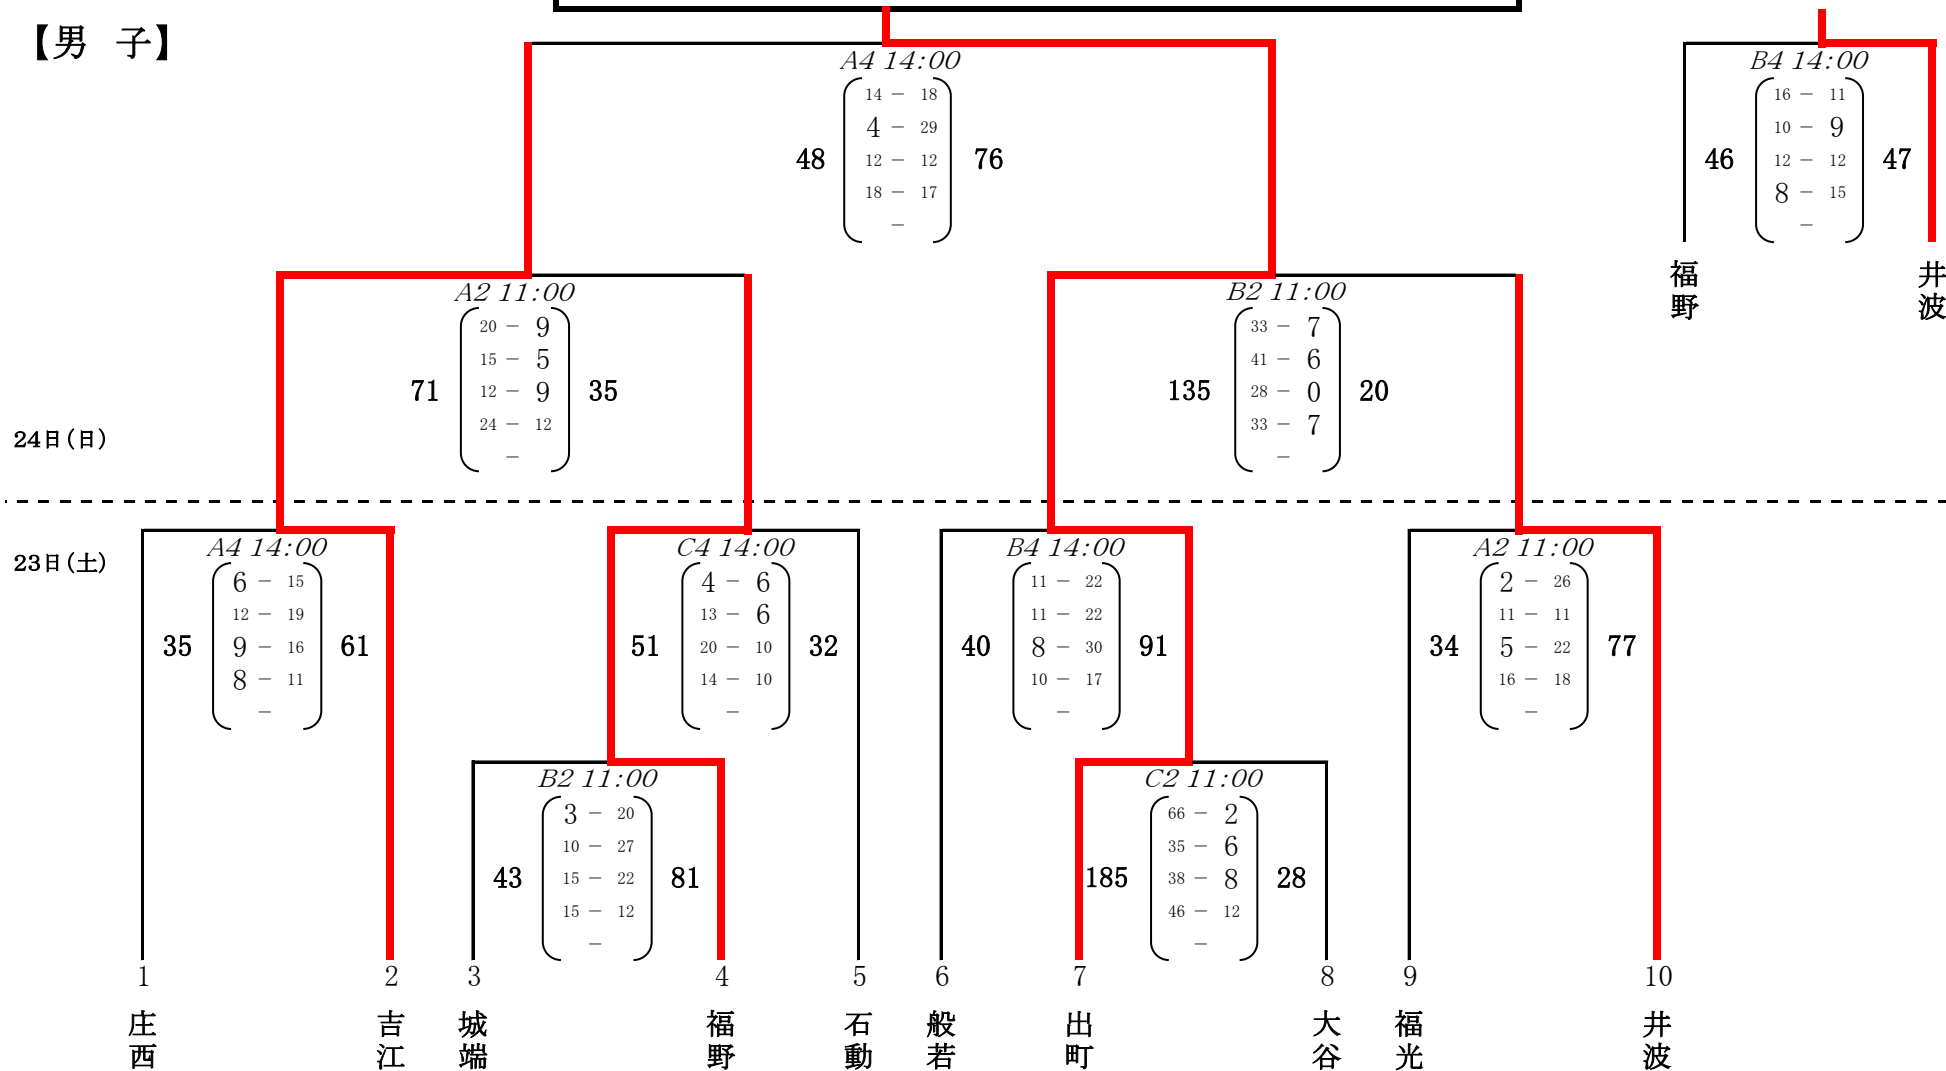 【男　子】
A4 14:00
48
14 － 18
4 － 29
12 － 12
18 － 17
－
76
B4 14:00
46
16 － 11
10 － 9
12 － 12
8 － 15
－
47
福野
井波
A2 11:00
71
20 － 9
15 － 5
12 － 9
24 － 12
－
35
B2 11:00
135
33 － 7
41 － 6
28 － 0
33 － 7
－
20
24日(日)
23日(土)
A4 14:00
35
6 － 15
12 － 19
9 － 16
8 － 11
－
61
C4 14:00
51
4 － 6
13 － 6
20 － 10
14 － 10
－
32
B4 14:00
40
11 － 22
11 － 22
8 － 30
10 － 17
－
91
A2 11:00
34
2 － 26
11 － 11
5 － 22
16 － 18
－
77
B2 11:00
43
3 － 20
10 － 27
15 － 22
15 － 12
－
81
C2 11:00
185
66 － 2
35 － 6
38 － 8
46 － 12
－
28
1 2 3 4 5 6 7 8 9 10
庄西
吉江
城端
福野
石動
般若
出町
大谷
福光
井波